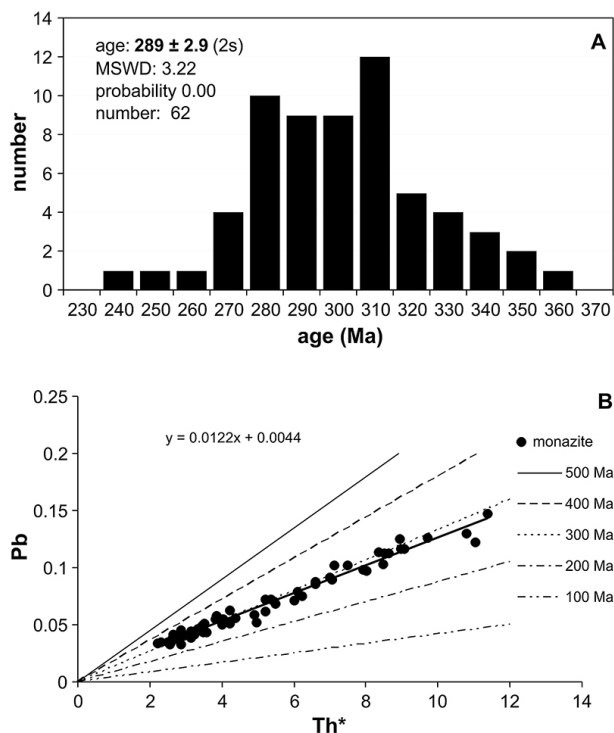 A
age: 289 ± 2.9 (2s)
MSWD: 3.22
probability 0.00
number: 62
number
14
12
10
8
6
4
2
0
230 240 250 260 270 280 290 300 310 320 330 340 350 360 370
age (Ma)
B
y = 0.0122x + 0.0044
monazite
500 Ma
400 Ma
300 Ma
200 Ma
100 Ma
Pb
0.25
0.2
0.15
0.1
0.05
0
0 2 4 6 8 10 12 14
Th*